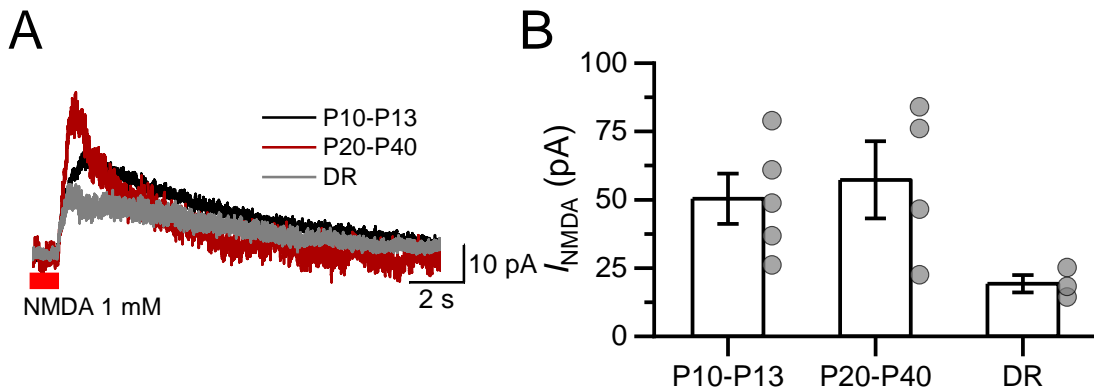 A
P10-P13
P20-P40
DR
10 pA
2 s
NMDA 1 mM
B
I NMDA (pA)
100
75
50
25
0
P10-P13 P20-P40 DR